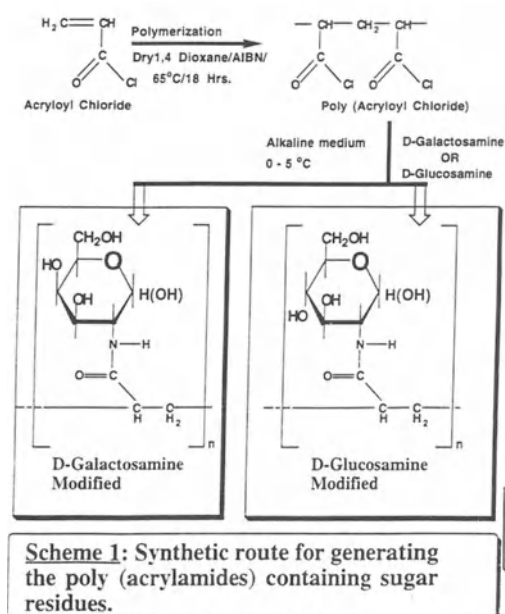 Polymerization
Dry1,4 Dioxane/AIBN/
65°C/18 Hrs.
H₂C
O
Cl
Acryloyl Chloride
CH—CH₂—CH
O
Cl
O
Cl
Poly (Acryloyl Chloride)
Alkaline medium
0 - 5 °C
D-Galactosamine
OR
D-Glucosamine
CH₂OH
HO
O
OH
H(OH)
N—H
O
C
C
H
C
H₂
n
D-Galactosamine
Modified
CH₂OH
O
OH
HO
H(OH)
N—H
O
C
C
H
C
H₂
n
D-Glucosamine
Modified
Scheme 1: Synthetic route for generating
the poly (acrylamides) containing sugar
residues.